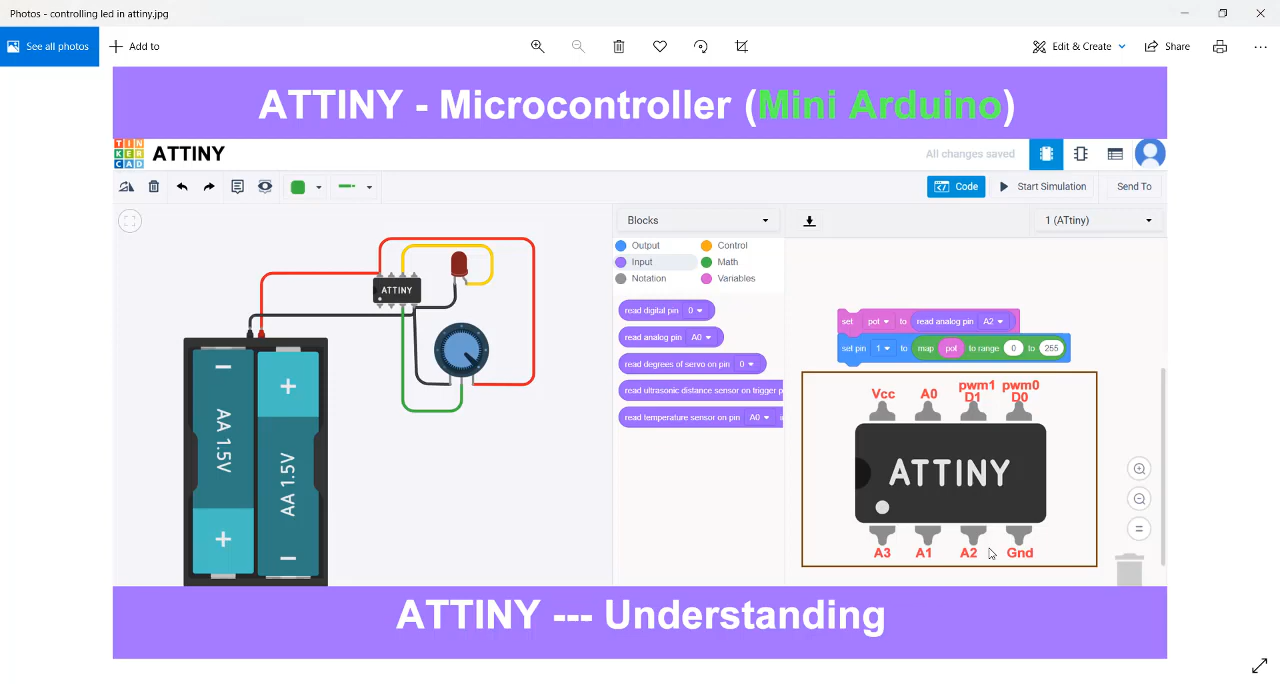 Photos - controlling led in attiny.jpg
See all photos
Add to
Edit & Create
Share
ATTINY - Microcontroller (Mini Arduino)
TIN
KER
CAD
ATTINY
All changes saved
Code
Start Simulation
Send To
Blocks
1 (ATtiny)
Output
Control
Input
Math
Notation
Variables
read digital pin 0
read analog pin A0
read degrees of servo on pin 0
read ultrasonic distance sensor on trigger p
read temperature sensor on pin A0
set pot to read analog pin A2
set pin 1 to map pot to range 0 to 255
ATTINY
AA 1.5V
AA 1.5V
Vcc A0 pwm1 pwm0
D1 D0
ATTINY
A3 A1 A2 Gnd
ATTINY --- Understanding